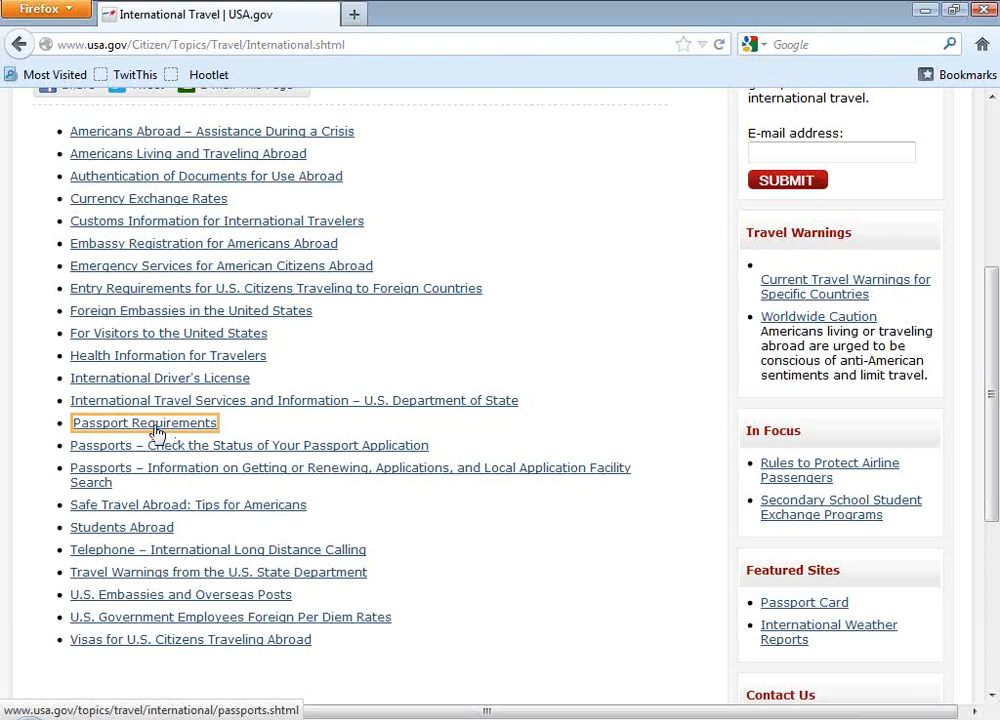 Firefox
International Travel | USA.gov
www.usa.gov/Citizen/Topics/Travel/International.shtml
Google
Most Visited
TwitThis
Hootlet
Bookmarks
international travel.
E-mail address:
SUBMIT
Americans Abroad – Assistance During a Crisis
Americans Living and Traveling Abroad
Authentication of Documents for Use Abroad
Currency Exchange Rates
Customs Information for International Travelers
Embassy Registration for Americans Abroad
Emergency Services for American Citizens Abroad
Entry Requirements for U.S. Citizens Traveling to Foreign Countries
Foreign Embassies in the United States
For Visitors to the United States
Health Information for Travelers
International Driver's License
International Travel Services and Information – U.S. Department of State
Passport Requirements
Passports – Check the Status of Your Passport Application
Passports – Information on Getting or Renewing, Applications, and Local Application Facility
Search
Safe Travel Abroad: Tips for Americans
Students Abroad
Telephone – International Long Distance Calling
Travel Warnings from the U.S. State Department
U.S. Embassies and Overseas Posts
U.S. Government Employees Foreign Per Diem Rates
Visas for U.S. Citizens Traveling Abroad
Travel Warnings
Current Travel Warnings for
Specific Countries
Worldwide Caution
Americans living or traveling
abroad are urged to be
conscious of anti-American
sentiments and limit travel.
In Focus
Rules to Protect Airline
Passengers
Secondary School Student
Exchange Programs
Featured Sites
Passport Card
International Weather
Reports
Contact Us
www.usa.gov/topics/travel/international/passports.shtml